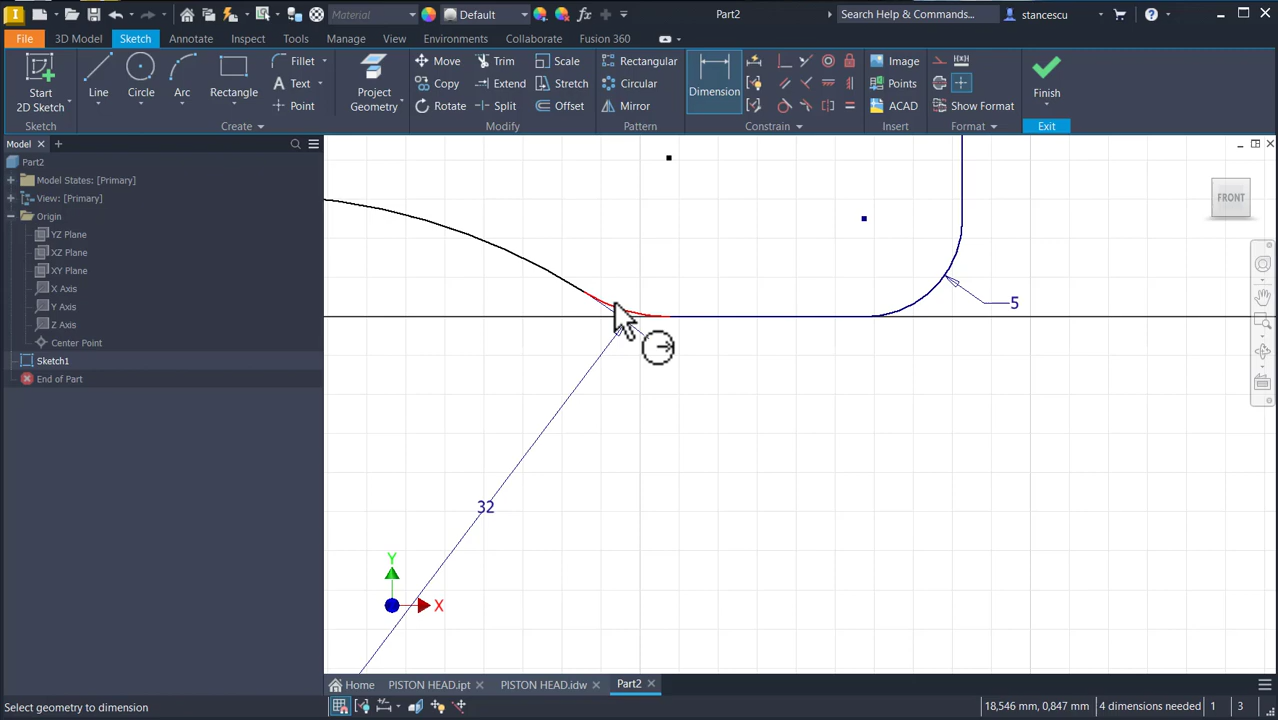 Material
Default
Part2
Search Help & Commands...
stancescu
File 3D Model Sketch Annotate Inspect Tools Manage View Environments Collaborate Fusion 360
Start
2D Sketch
Line
Circle
Arc
Rectangle
Fillet
Text
Point
Project
Geometry
Move
Copy
Rotate
Trim
Extend
Split
Scale
Stretch
Offset
Rectangular
Circular
Mirror
Dimension
Image
Points
ACAD
Show Format
Finish
Sketch Create Modify Pattern Constrain Insert Format Exit
Model
Part2
Model States: [Primary]
View: [Primary]
Origin
YZ Plane
XZ Plane
XY Plane
X Axis
Y Axis
Z Axis
Center Point
Sketch1
End of Part
FRONT
5
32
Y
X
Home PISTON HEAD.ipt PISTON HEAD.idw Part2
Select geometry to dimension
18,546 mm, 0,847 mm 4 dimensions needed 1 3